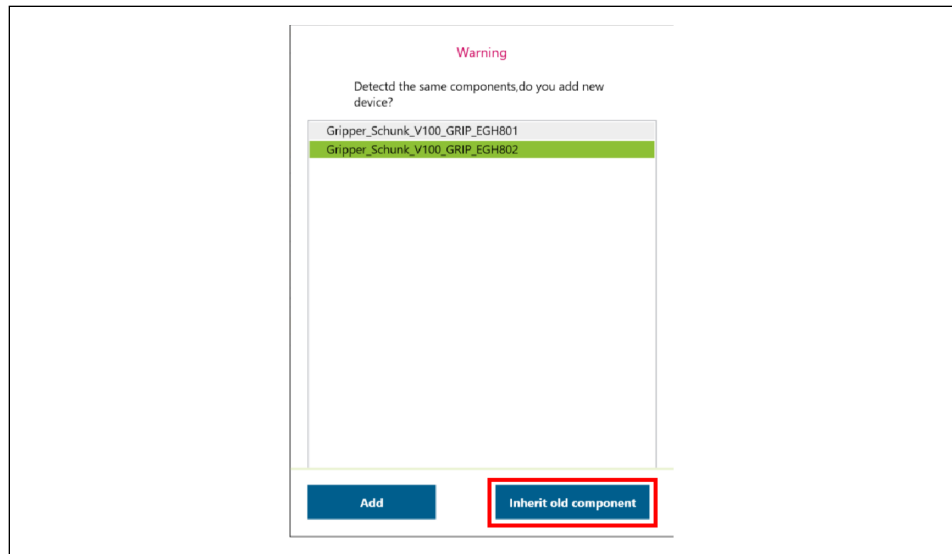 Warning
Detectd the same components,do you add new
device?
Gripper_Schunk_V100_GRIP_EGH801
Gripper_Schunk_V100_GRIP_EGH802
Add
Inherit old component